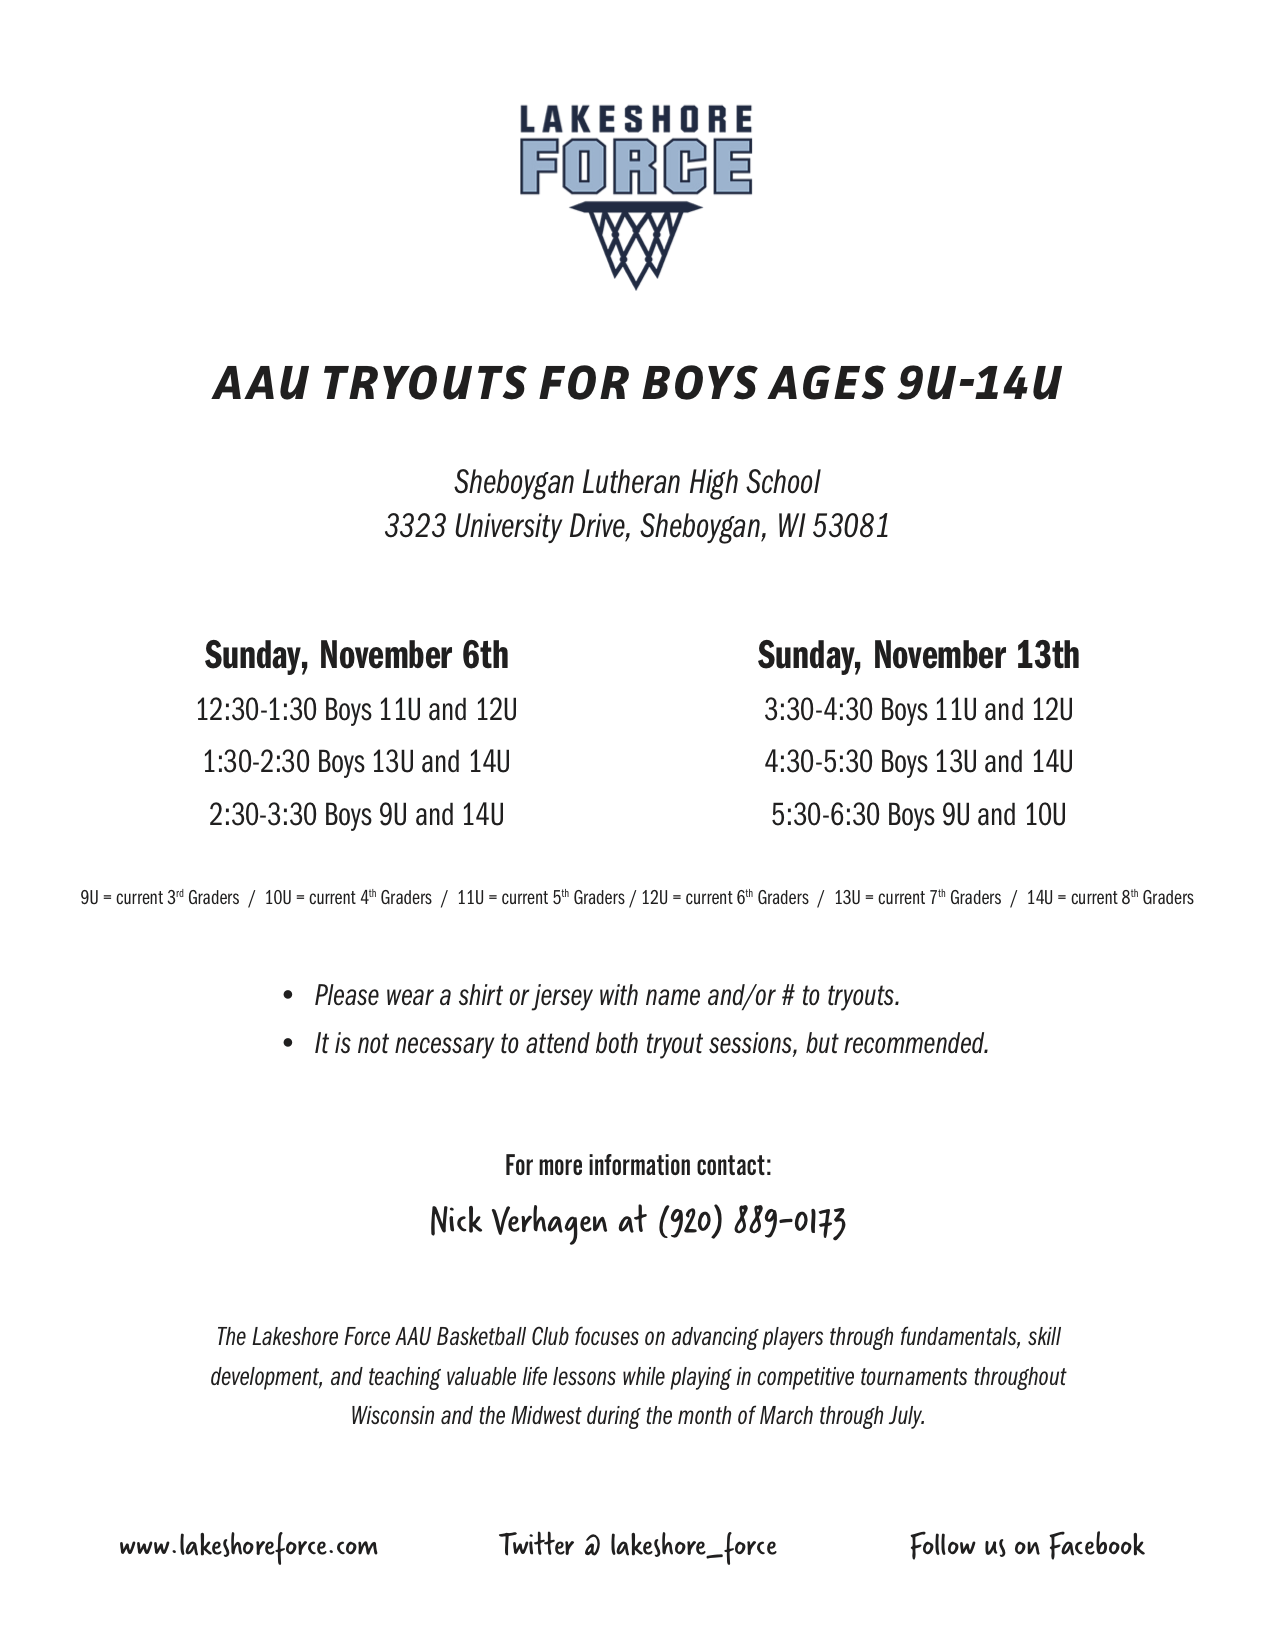 LAKESHORE
FORCE
AAU TRYOUTS FOR BOYS AGES 9U-14U
Sheboygan Lutheran High School
3323 University Drive, Sheboygan, WI 53081
Sunday, November 6th
12:30-1:30 Boys 11U and 12U
1:30-2:30 Boys 13U and 14U
2:30-3:30 Boys 9U and 14U
Sunday, November 13th
3:30-4:30 Boys 11U and 12U
4:30-5:30 Boys 13U and 14U
5:30-6:30 Boys 9U and 10U
9U = current 3rd Graders / 10U = current 4th Graders / 11U = current 5th Graders / 12U = current 6th Graders / 13U = current 7th Graders / 14U = current 8th Graders
• Please wear a shirt or jersey with name and/or # to tryouts.
• It is not necessary to attend both tryout sessions, but recommended.
For more information contact:
Nick Verhagen at (920) 889-0173
The Lakeshore Force AAU Basketball Club focuses on advancing players through fundamentals, skill
development, and teaching valuable life lessons while playing in competitive tournaments throughout
Wisconsin and the Midwest during the month of March through July.
www.lakeshoreforce.com
Twitter @ lakeshore_force
Follow us on Facebook